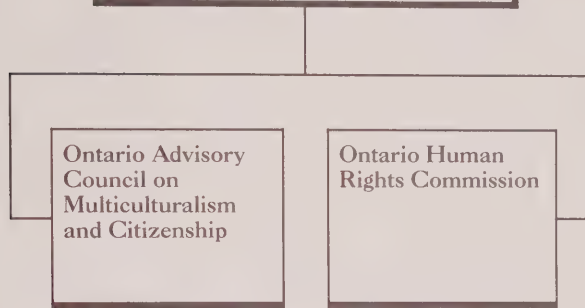 Ontario Advisory
Council on
Multiculturalism
and Citizenship
Ontario Human
Rights Commission